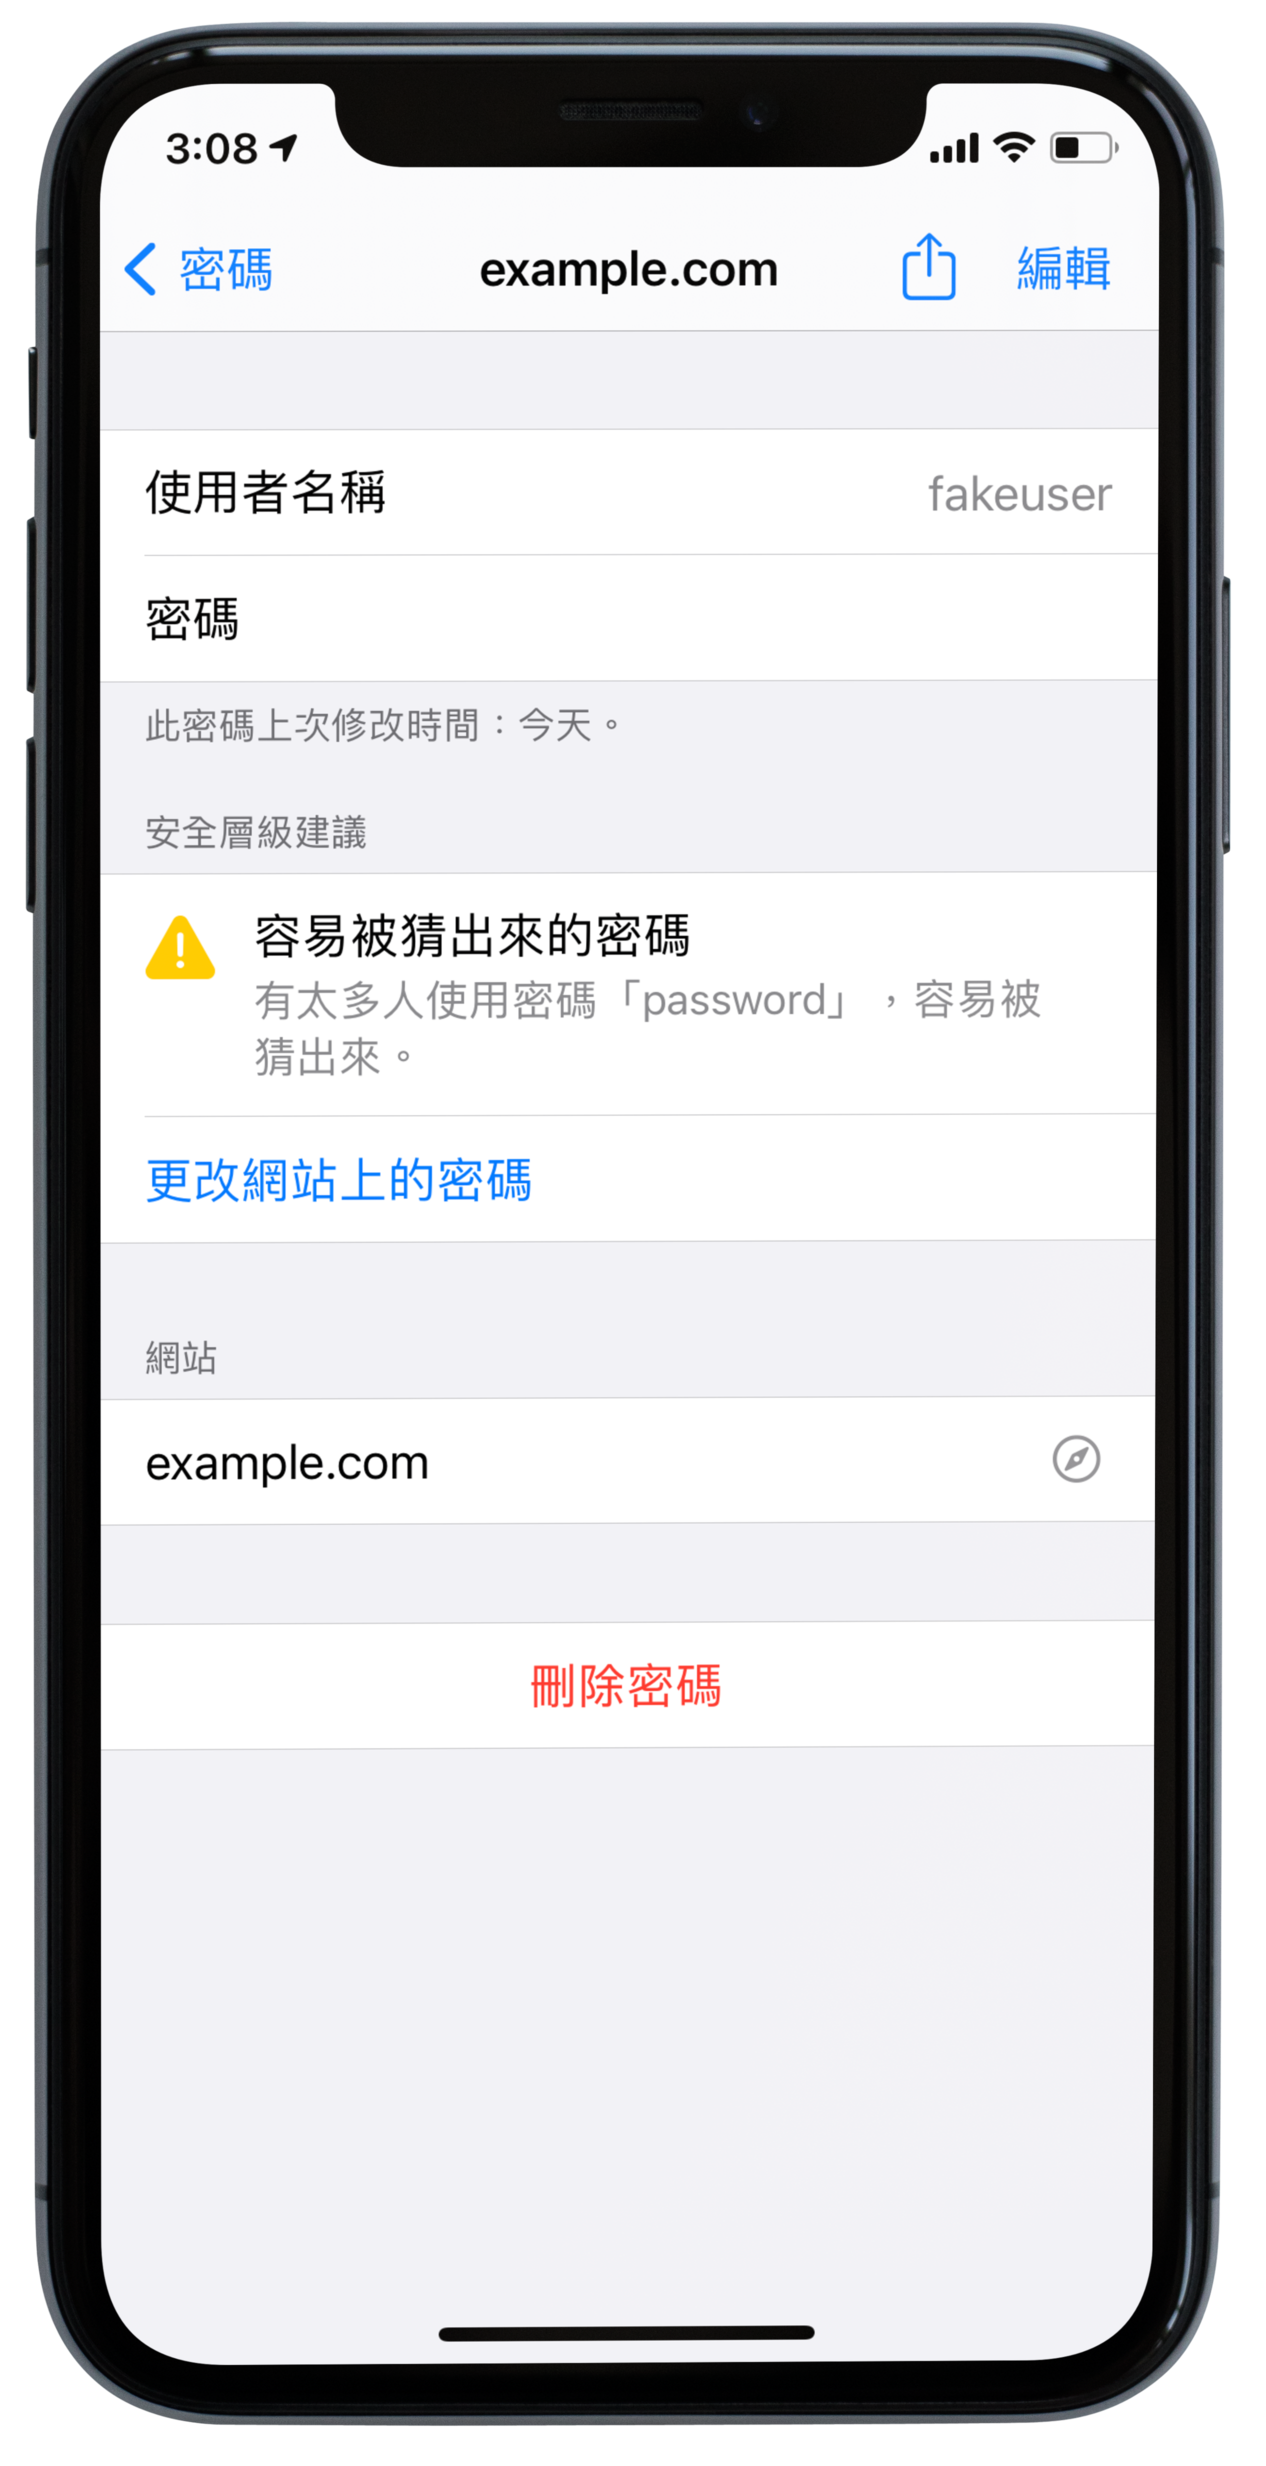 3:08
密碼 example.com 編輯
使用者名稱 fakeuser
密碼
此密碼上次修改時間：今天。
安全層級建議
容易被猜出來的密碼
有太多人使用密碼「password」，容易被
猜出來。
更改網站上的密碼
網站
example.com
刪除密碼